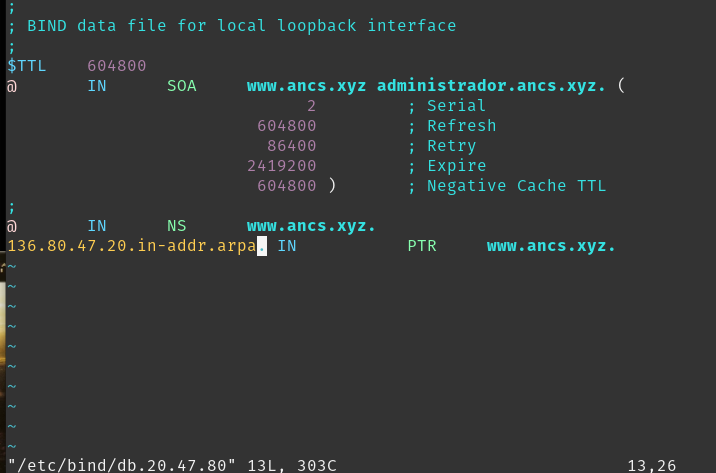 ;
; BIND data file for local loopback interface
;
$TTL    604800
@       IN      SOA     www.ancs.xyz administrador.ancs.xyz. (
                              2         ; Serial
                         604800         ; Refresh
                          86400         ; Retry
                        2419200         ; Expire
                         604800 )       ; Negative Cache TTL
;
@       IN      NS      www.ancs.xyz.
136.80.47.20.in-addr.arpa. IN           PTR     www.ancs.xyz.
~
~
~
~
~
~
~
~
~
~
"/etc/bind/db.20.47.80" 13L, 303C                             13,26